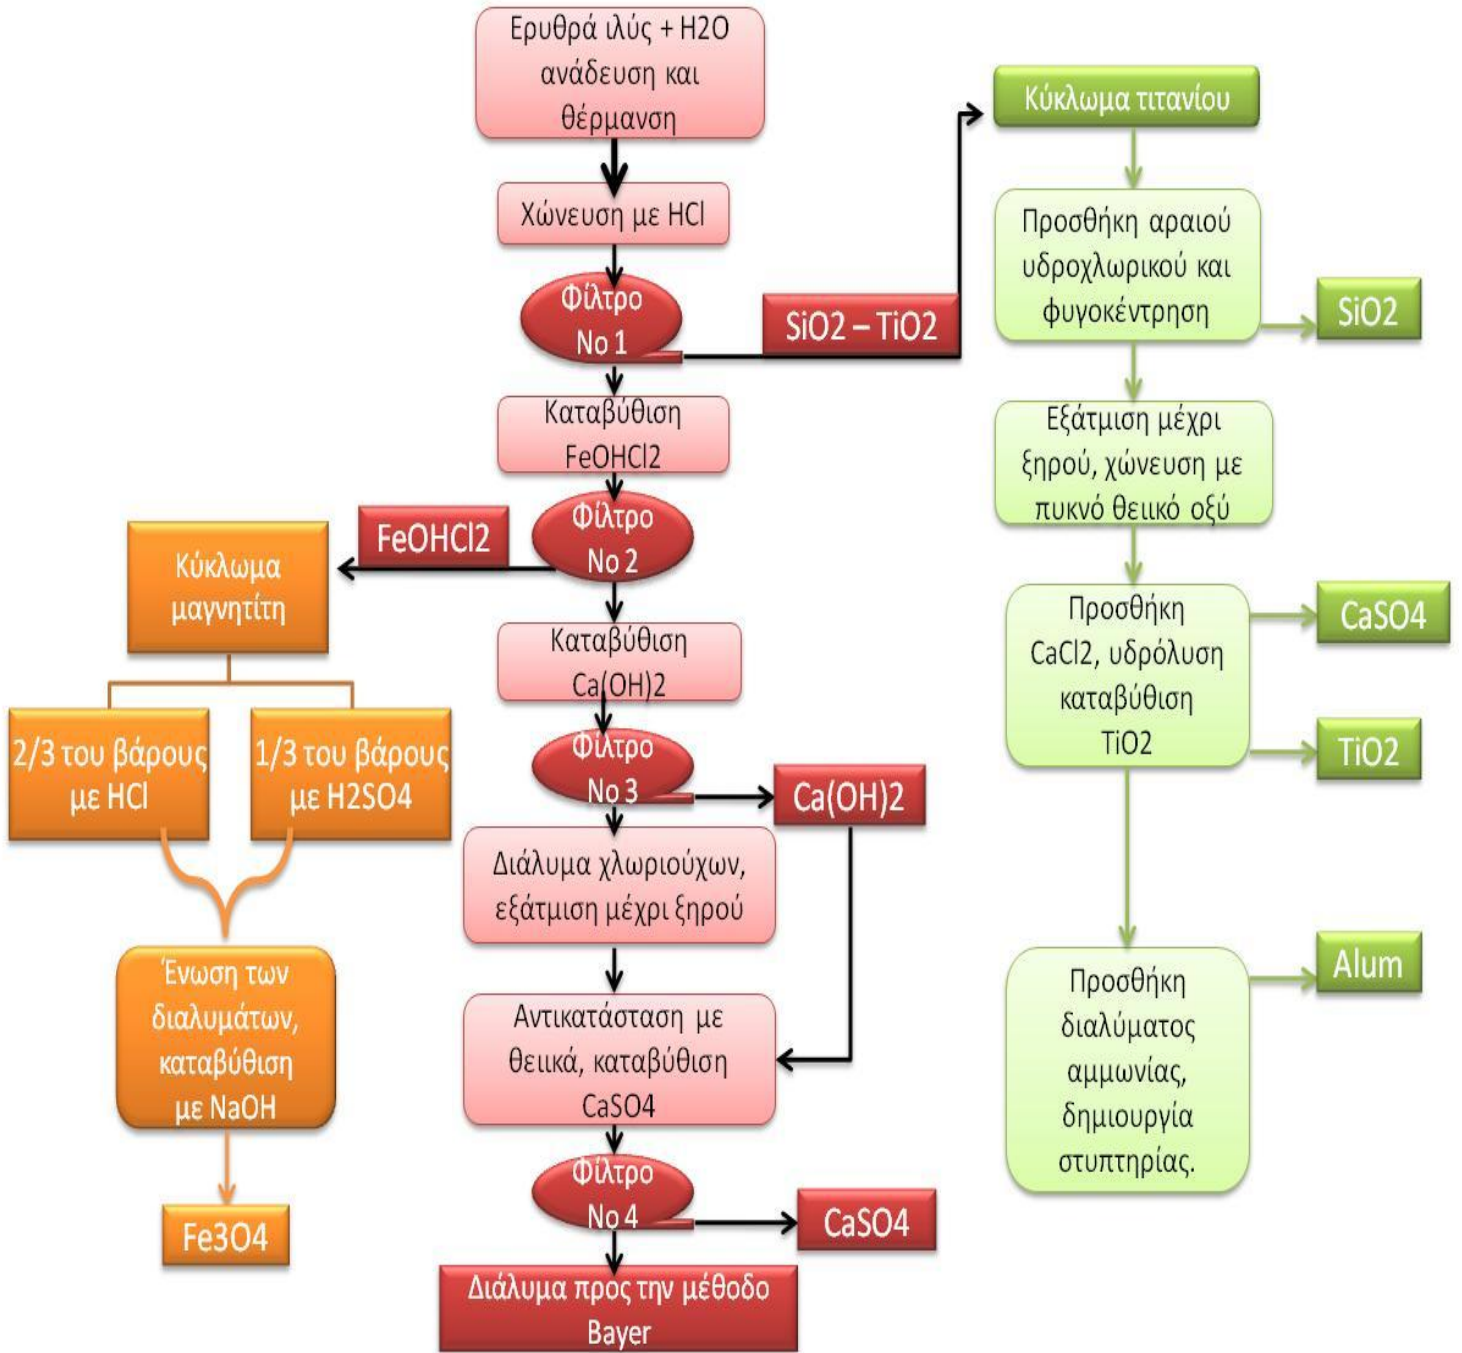 Ερυθρά ιλύς + H2O
ανάδευση και
θέρμανση
Χώνευση με HCl
Φίλτρο
No 1
SiO2 – TiO2
Καταβύθιση
FeOHCl2
Φίλτρο
No 2
FeOHCl2
Καταβύθιση
Ca(OH)2
Φίλτρο
No 3
Ca(OH)2
Διάλυμα χλωριούχων,
εξάτμιση μέχρι ξηρού
Αντικατάσταση με
θειικά, καταβύθιση
CaSO4
Φίλτρο
No 4
CaSO4
Διάλυμα προς την μέθοδο
Bayer
Κύκλωμα
μαγνητίτη
2/3 του βάρους
με HCl
1/3 του βάρους
με H2SO4
Ένωση των
διαλυμάτων,
καταβύθιση
με NaOH
Fe3O4
Κύκλωμα τιτανίου
Προσθήκη αραιού
υδροχλωρικού και
φυγοκέντρηση
SiO2
Εξάτμιση μέχρι
ξηρού, χώνευση με
πυκνό θειικό οξύ
Προσθήκη
CaCl2, υδρόλυση
καταβύθιση
TiO2
CaSO4
TiO2
Προσθήκη
διαλύματος
αμμωνίας,
δημιουργία
στυπτηρίας.
Alum